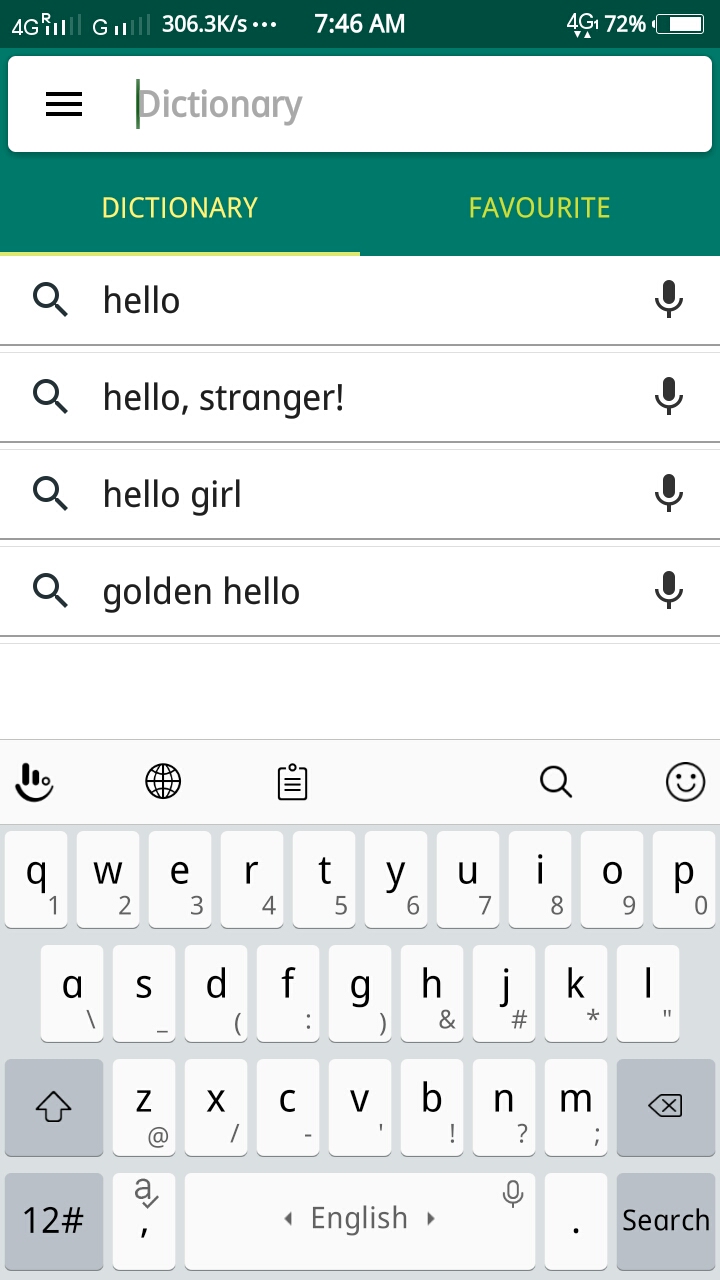 4G R G 306.3K/s ••• 7:46 AM 4G1 72%
Dictionary
DICTIONARY FAVOURITE
hello
hello, stranger!
hello girl
golden hello
q w e r t y u i o p
1 2 3 4 5 6 7 8 9 0
a s d f g h j k l
\ _ ( : ) & # * "
z x c v b n m
@ / - ' ! ? ;
12# a , English . Search